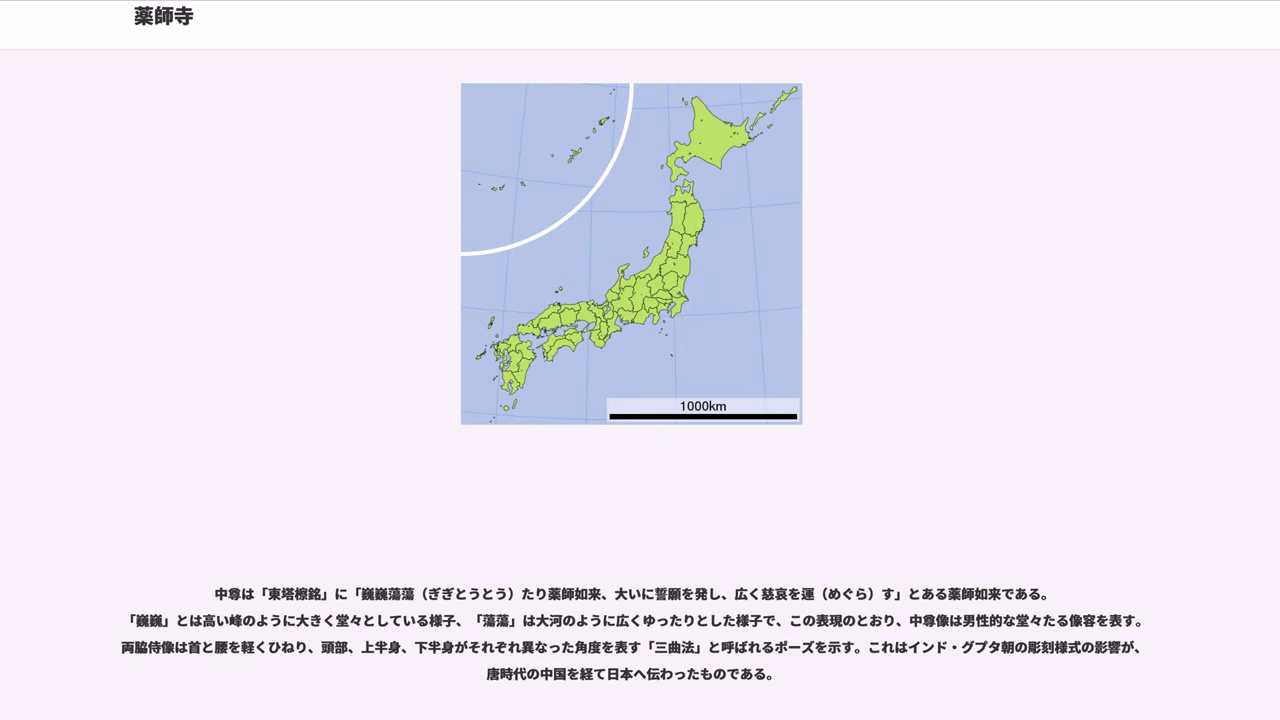 薬師寺
1000km
中尊は「東塔檫銘」に「巍巍蕩蕩（ぎぎとうとう）たり薬師如来、大いに誓願を発し、広く慈哀を運（めぐら）す」とある薬師如来である。
「巍巍」とは高い峰のように大きく堂々としている様子、「蕩蕩」は大河のように広くゆったりとした様子で、この表現のとおり、中尊像は男性的な堂々たる像容を表す。
両脇侍像は首と腰を軽くひねり、頭部、上半身、下半身がそれぞれ異なった角度を表す「三曲法」と呼ばれるポーズを示す。これはインド・グプタ朝の彫刻様式の影響が、
唐時代の中国を経て日本へ伝わったものである。